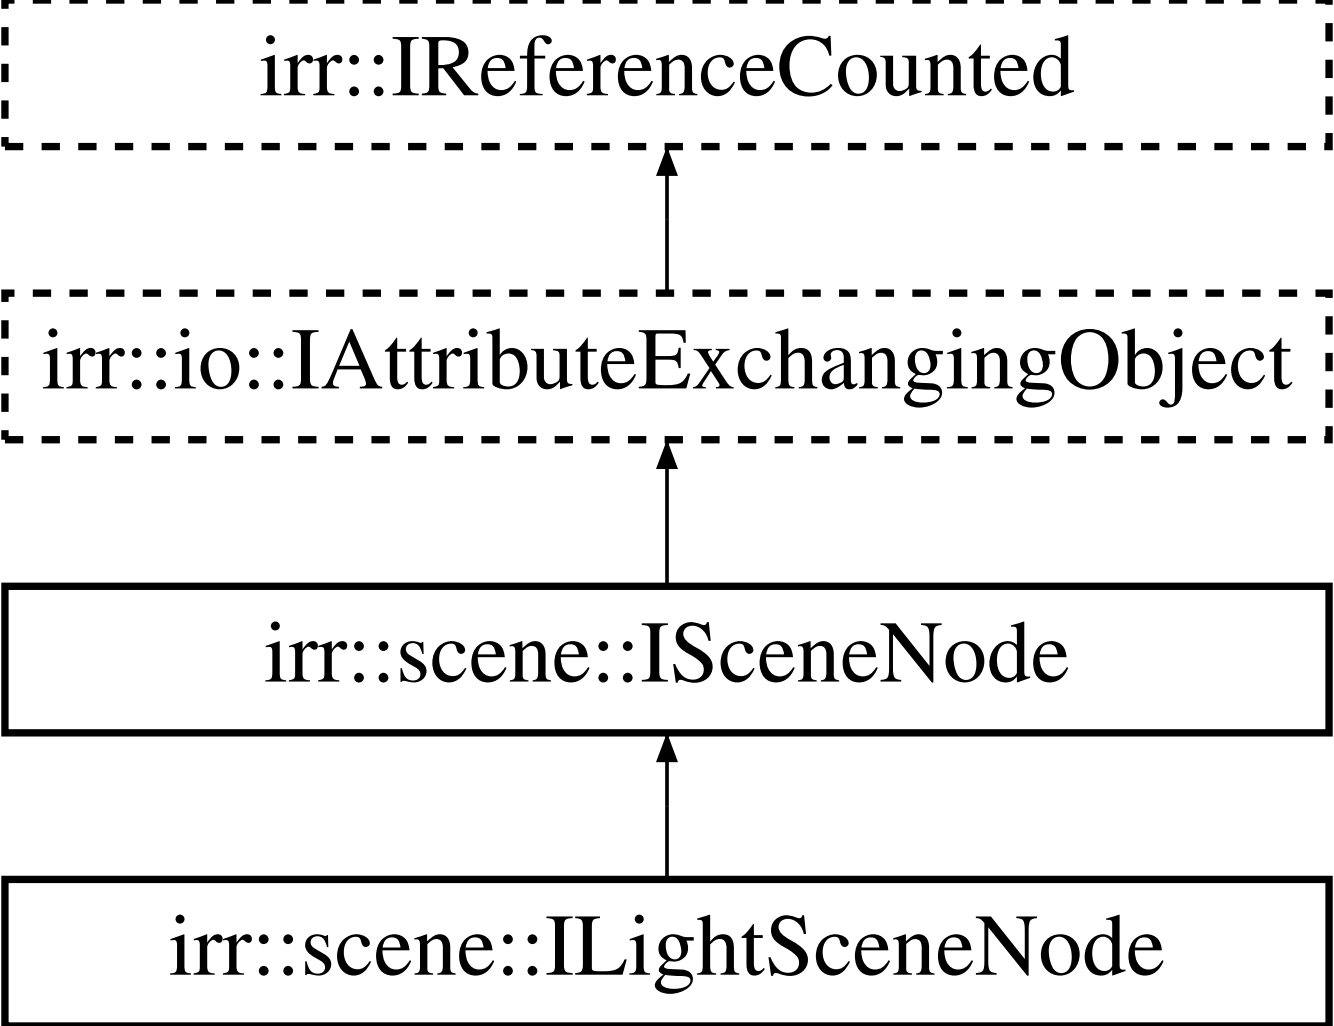 irr::IReferenceCounted
irr::io::IAttributeExchangingObject
irr::scene::ISceneNode
irr::scene::ILightSceneNode